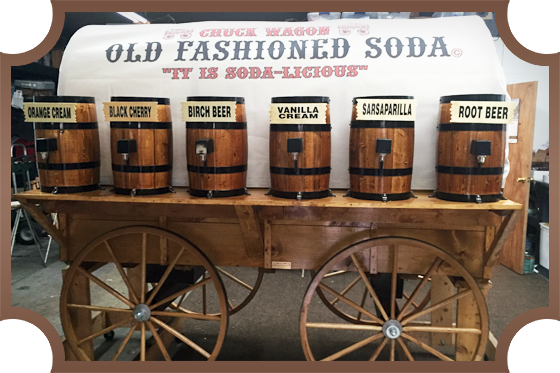 CHUCK WAGON
OLD FASHIONED SODA©
"IT IS SODA-LICIOUS"
ORANGE CREAM
BLACK CHERRY
BIRCH BEER
VANILLA
CREAM
SARSAPARILLA
ROOT BEER